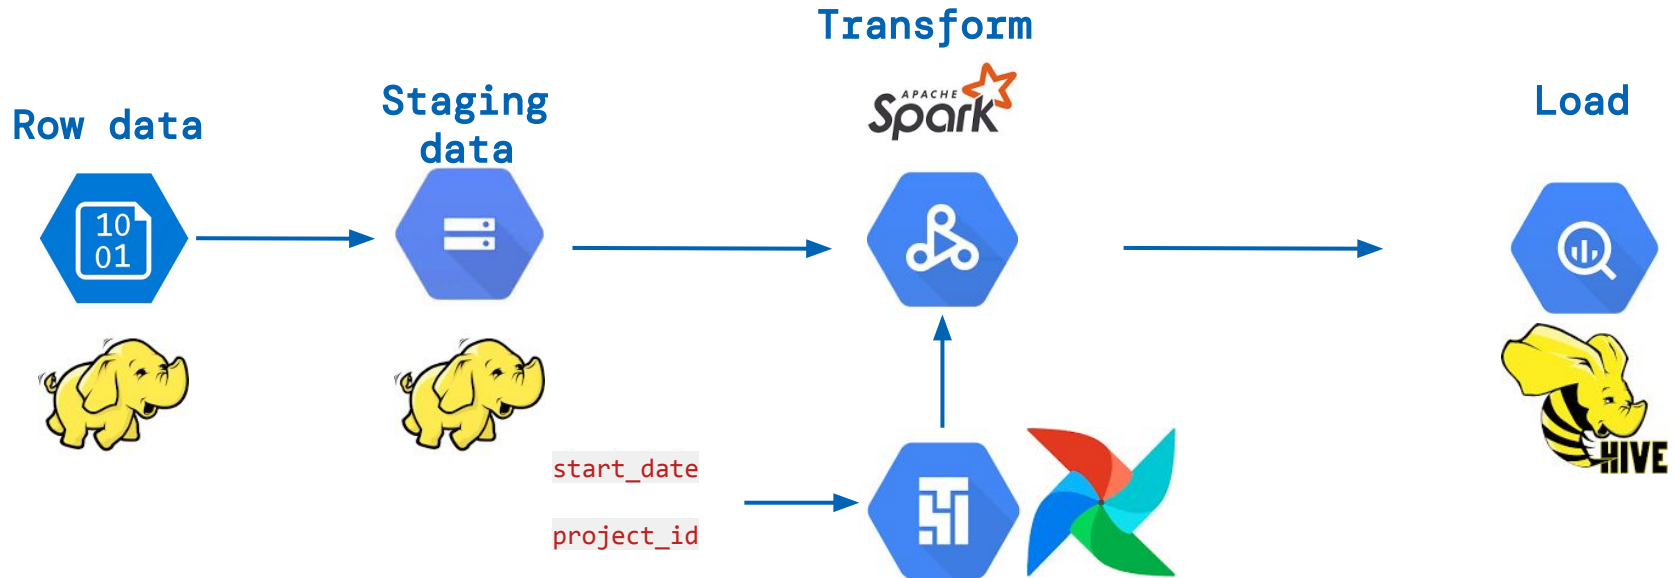 Transform
APACHE
Spark
Staging
data
Load
Row data
10
01
HIVE
start_date
project_id